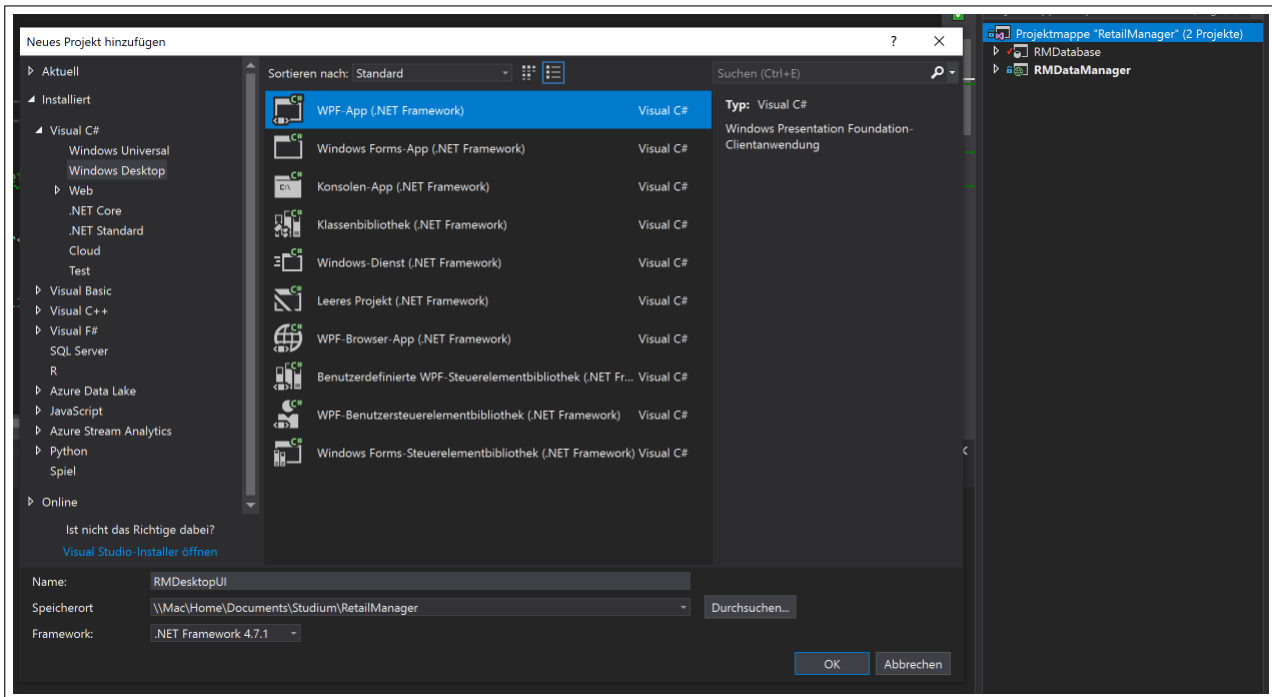 Neues Projekt hinzufügen ? ×
Aktuell
Installiert
Visual C#
Windows Universal
Windows Desktop
Web
.NET Core
.NET Standard
Cloud
Test
Visual Basic
Visual C++
Visual F#
SQL Server
R
Azure Data Lake
JavaScript
Azure Stream Analytics
Python
Spiel
Online
Ist nicht das Richtige dabei?
Visual Studio-Installer öffnen
Sortieren nach: Standard
WPF-App (.NET Framework) Visual C#
Windows Forms-App (.NET Framework) Visual C#
Konsolen-App (.NET Framework) Visual C#
Klassenbibliothek (.NET Framework) Visual C#
Windows-Dienst (.NET Framework) Visual C#
Leeres Projekt (.NET Framework) Visual C#
WPF-Browser-App (.NET Framework) Visual C#
Benutzerdefinierte WPF-Steuerelementbibliothek (.NET Fr... Visual C#
WPF-Benutzersteuerelementbibliothek (.NET Framework) Visual C#
Windows Forms-Steuerelementbibliothek (.NET Framework) Visual C#
Suchen (Ctrl+E)
Typ: Visual C#
Windows Presentation Foundation-
Clientanwendung
Name: RMDesktopUI
Speicherort \\Mac\Home\Documents\Studium\RetailManager Durchsuchen...
Framework: .NET Framework 4.7.1
OK Abbrechen
Projektmappe "RetailManager" (2 Projekte)
RMDatabase
RMDataManager